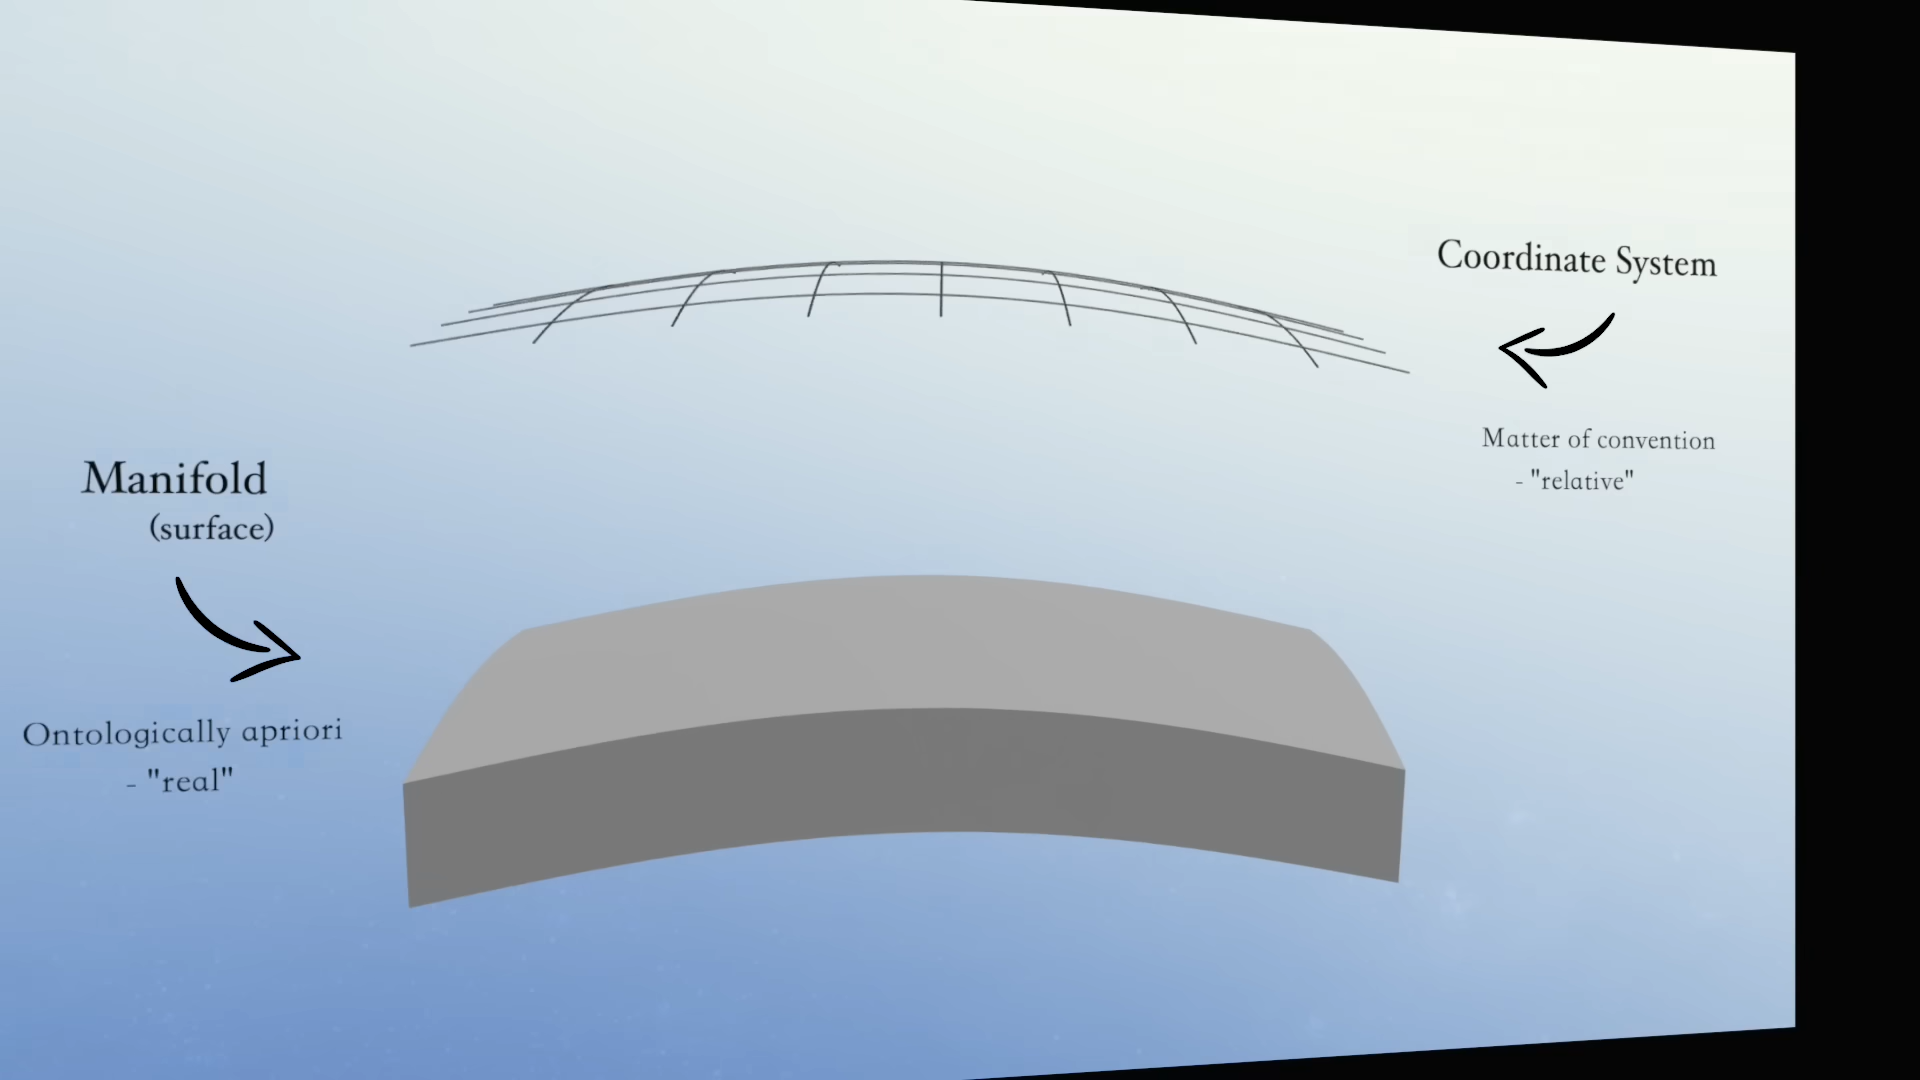 Coordinate System
Matter of convention
- "relative"
Manifold
(surface)
Ontologically apriori
- "real"